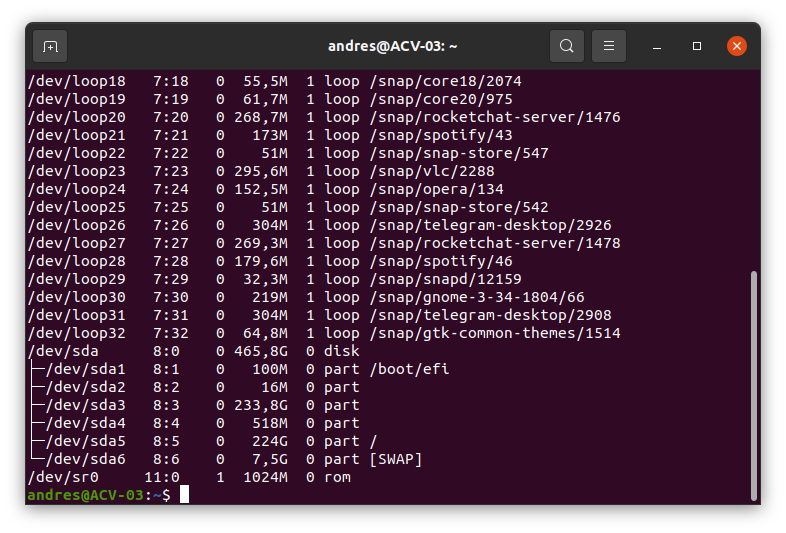 andres@ACV-03: ~
/dev/loop18   7:18   0  55,5M  1 loop /snap/core18/2074
/dev/loop19   7:19   0  61,7M  1 loop /snap/core20/975
/dev/loop20   7:20   0 268,7M  1 loop /snap/rocketchat-server/1476
/dev/loop21   7:21   0   173M  1 loop /snap/spotify/43
/dev/loop22   7:22   0    51M  1 loop /snap/snap-store/547
/dev/loop23   7:23   0 295,6M  1 loop /snap/vlc/2288
/dev/loop24   7:24   0 152,5M  1 loop /snap/opera/134
/dev/loop25   7:25   0    51M  1 loop /snap/snap-store/542
/dev/loop26   7:26   0   304M  1 loop /snap/telegram-desktop/2926
/dev/loop27   7:27   0 269,3M  1 loop /snap/rocketchat-server/1478
/dev/loop28   7:28   0 179,6M  1 loop /snap/spotify/46
/dev/loop29   7:29   0  32,3M  1 loop /snap/snapd/12159
/dev/loop30   7:30   0   219M  1 loop /snap/gnome-3-34-1804/66
/dev/loop31   7:31   0   304M  1 loop /snap/telegram-desktop/2908
/dev/loop32   7:32   0  64,8M  1 loop /snap/gtk-common-themes/1514
/dev/sda      8:0    0 465,8G  0 disk
├─/dev/sda1   8:1    0   100M  0 part /boot/efi
├─/dev/sda2   8:2    0    16M  0 part
├─/dev/sda3   8:3    0 233,8G  0 part
├─/dev/sda4   8:4    0   518M  0 part
├─/dev/sda5   8:5    0   224G  0 part /
└─/dev/sda6   8:6    0   7,5G  0 part [SWAP]
/dev/sr0     11:0    1  1024M  0 rom
andres@ACV-03:~$